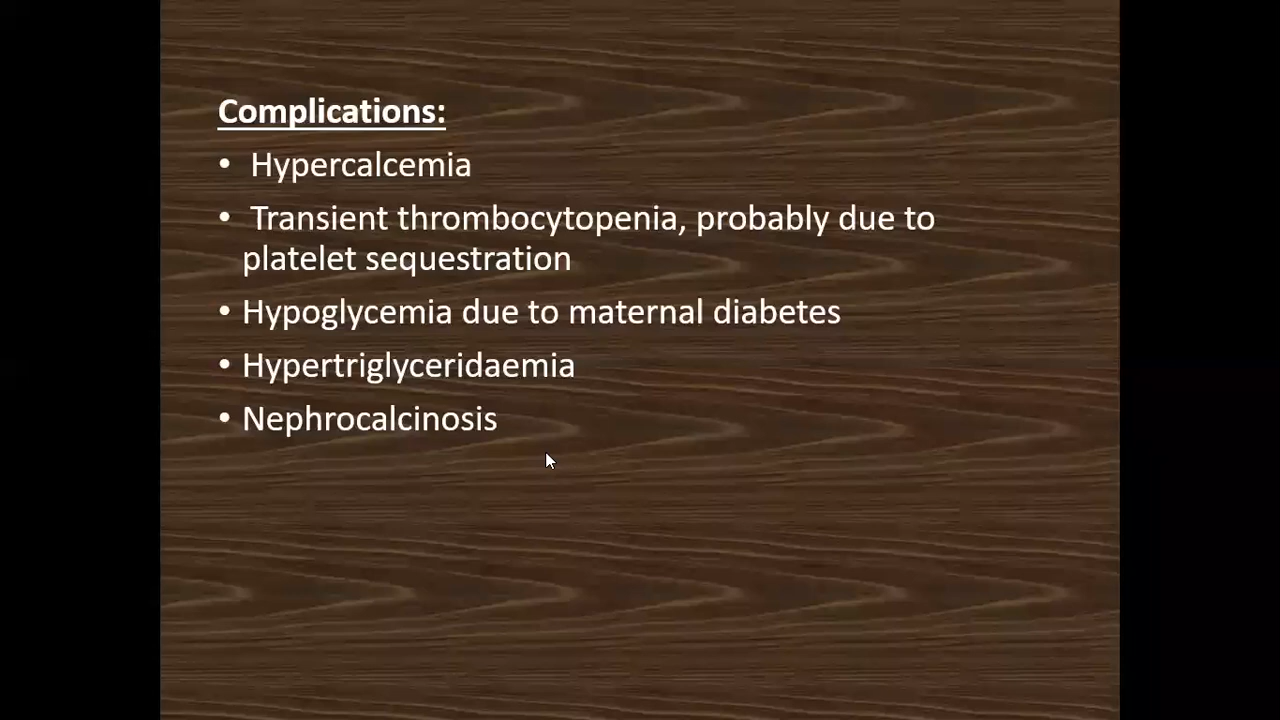 Complications:
• Hypercalcemia
• Transient thrombocytopenia, probably due to
platelet sequestration
• Hypoglycemia due to maternal diabetes
• Hypertriglyceridaemia
• Nephrocalcinosis